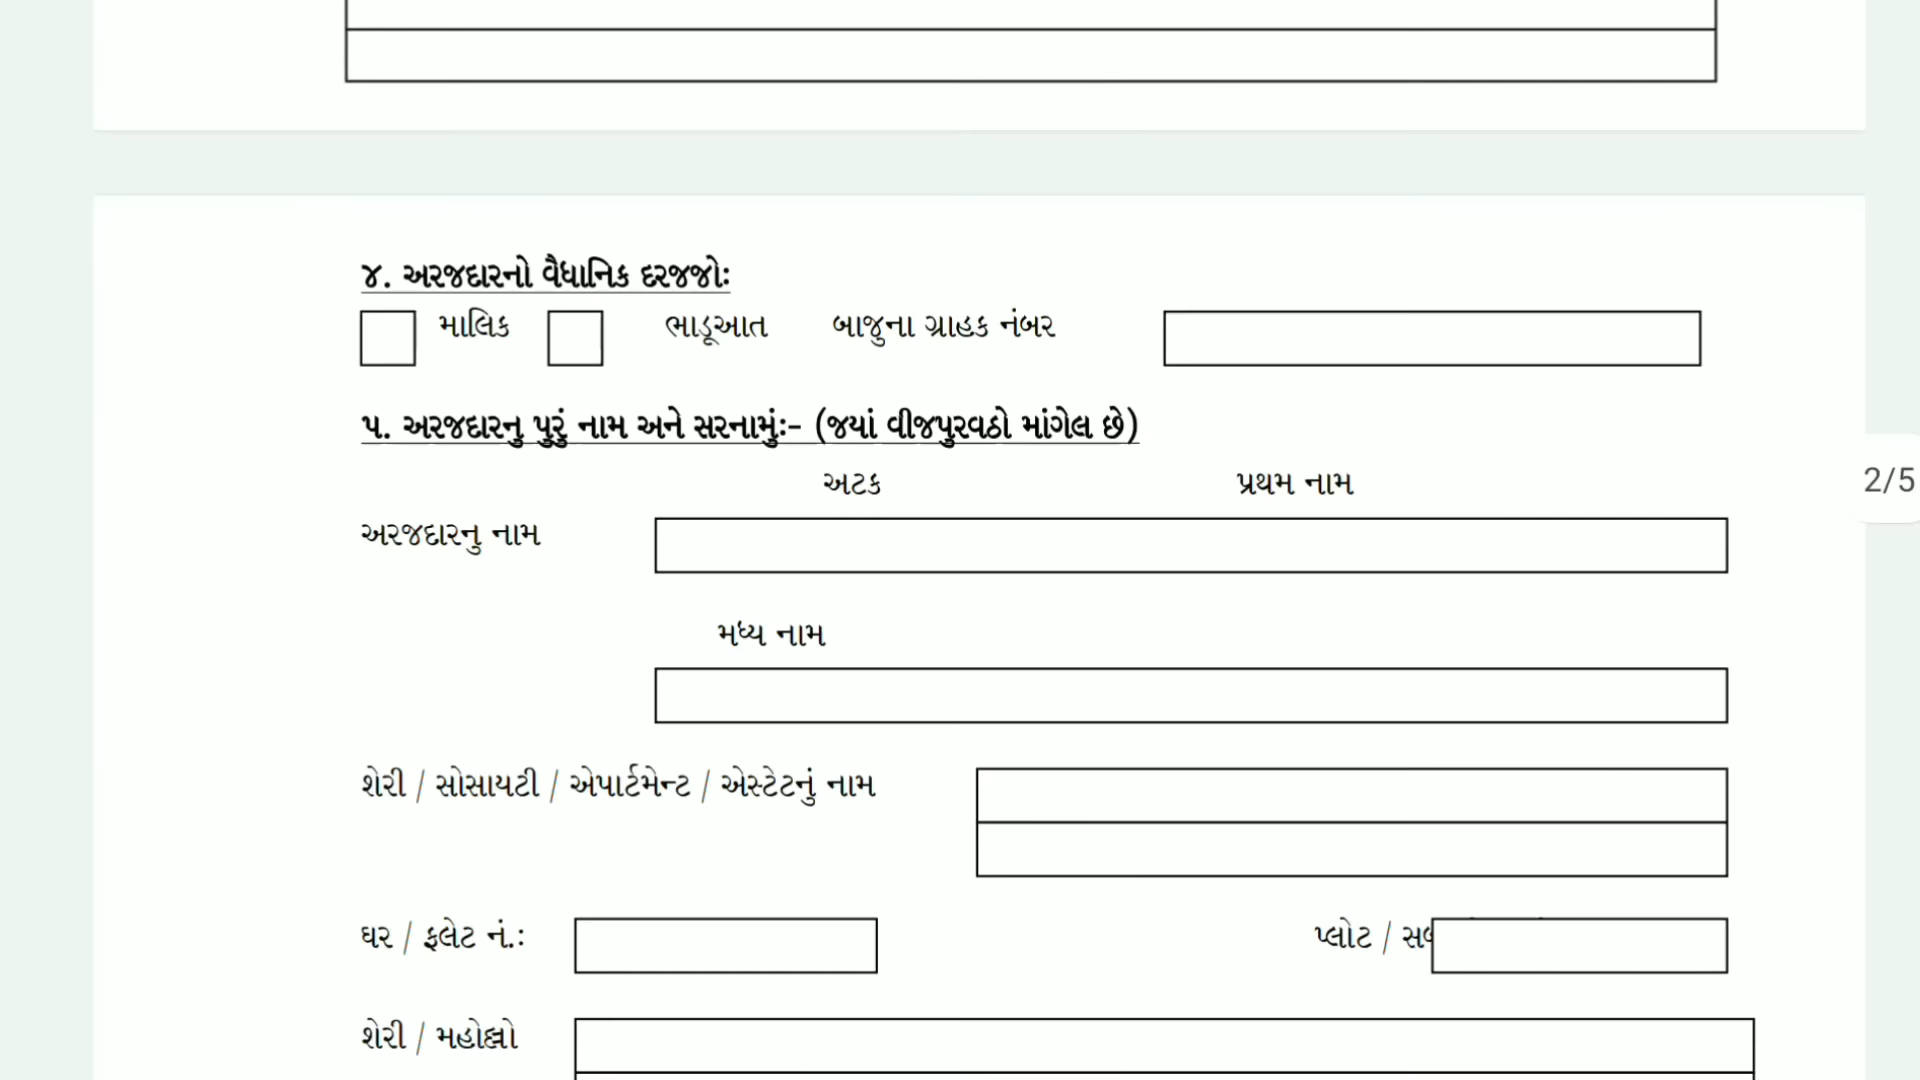 ૪. અરજદારનો વૈધાનિક દરજજો:
માલિક ભાડૂઆત બાજુના ગ્રાહક નંબર
૫. અરજદારનુ પુરું નામ અને સરનામું:- (જયાં વીજપુરવઠો માંગેલ છે)
અટક પ્રથમ નામ
અરજદારનુ નામ
મધ્ય નામ
શેરી / સોસાયટી / એપાર્ટમેન્ટ / એસ્ટેટનું નામ
ઘર / ફલેટ નં.: પ્લોટ /
શેરી / મહોલ્લો
2/5